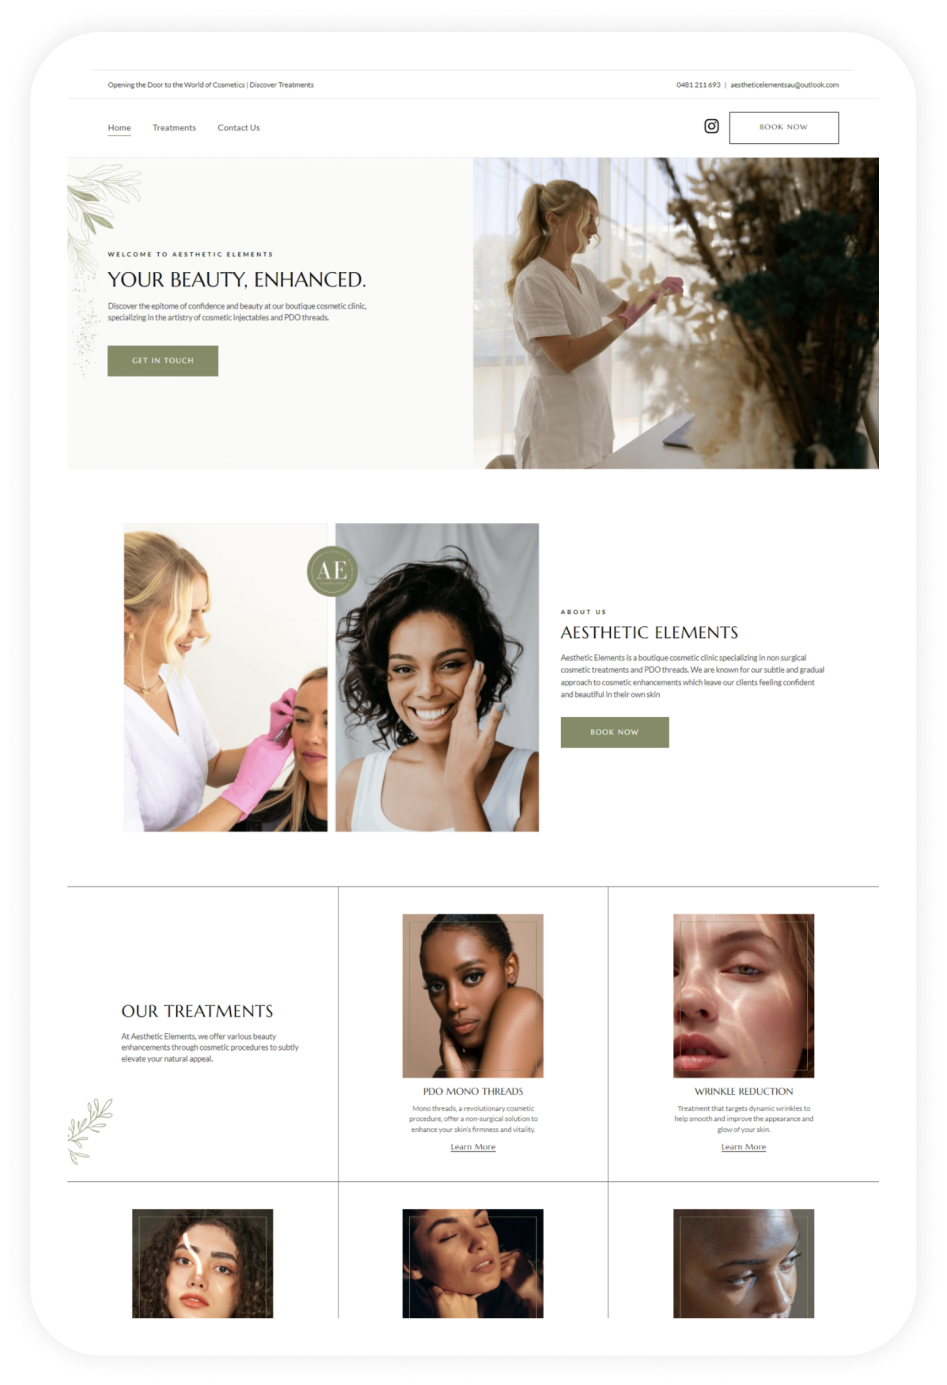 Opening the Door to the World of Cosmetics | Discover Treatments
0481 211 693 | aestheticelementsau@outlook.com
Home
Treatments
Contact Us
BOOK NOW
WELCOME TO AESTHETIC ELEMENTS
YOUR BEAUTY, ENHANCED.
Discover the epitome of confidence and beauty at our boutique cosmetic clinic,
specializing in the artistry of cosmetic injectables and PDO threads.
GET IN TOUCH
AE
ABOUT US
AESTHETIC ELEMENTS
Aesthetic Elements is a boutique cosmetic clinic specializing in non surgical
cosmetic treatments and PDO threads. We are known for our subtle and gradual
approach to cosmetic enhancements which leave our clients feeling confident
and beautiful in their own skin
BOOK NOW
OUR TREATMENTS
At Aesthetic Elements, we offer various beauty
enhancements through cosmetic procedures to subtly
elevate your natural appeal.
PDO MONO THREADS
Mono threads, a revolutionary cosmetic
procedure, offer a non-surgical solution to
enhance your skin's firmness and vitality.
Learn More
WRINKLE REDUCTION
Treatment that targets dynamic wrinkles to
help smooth and improve the appearance and
glow of your skin.
Learn More